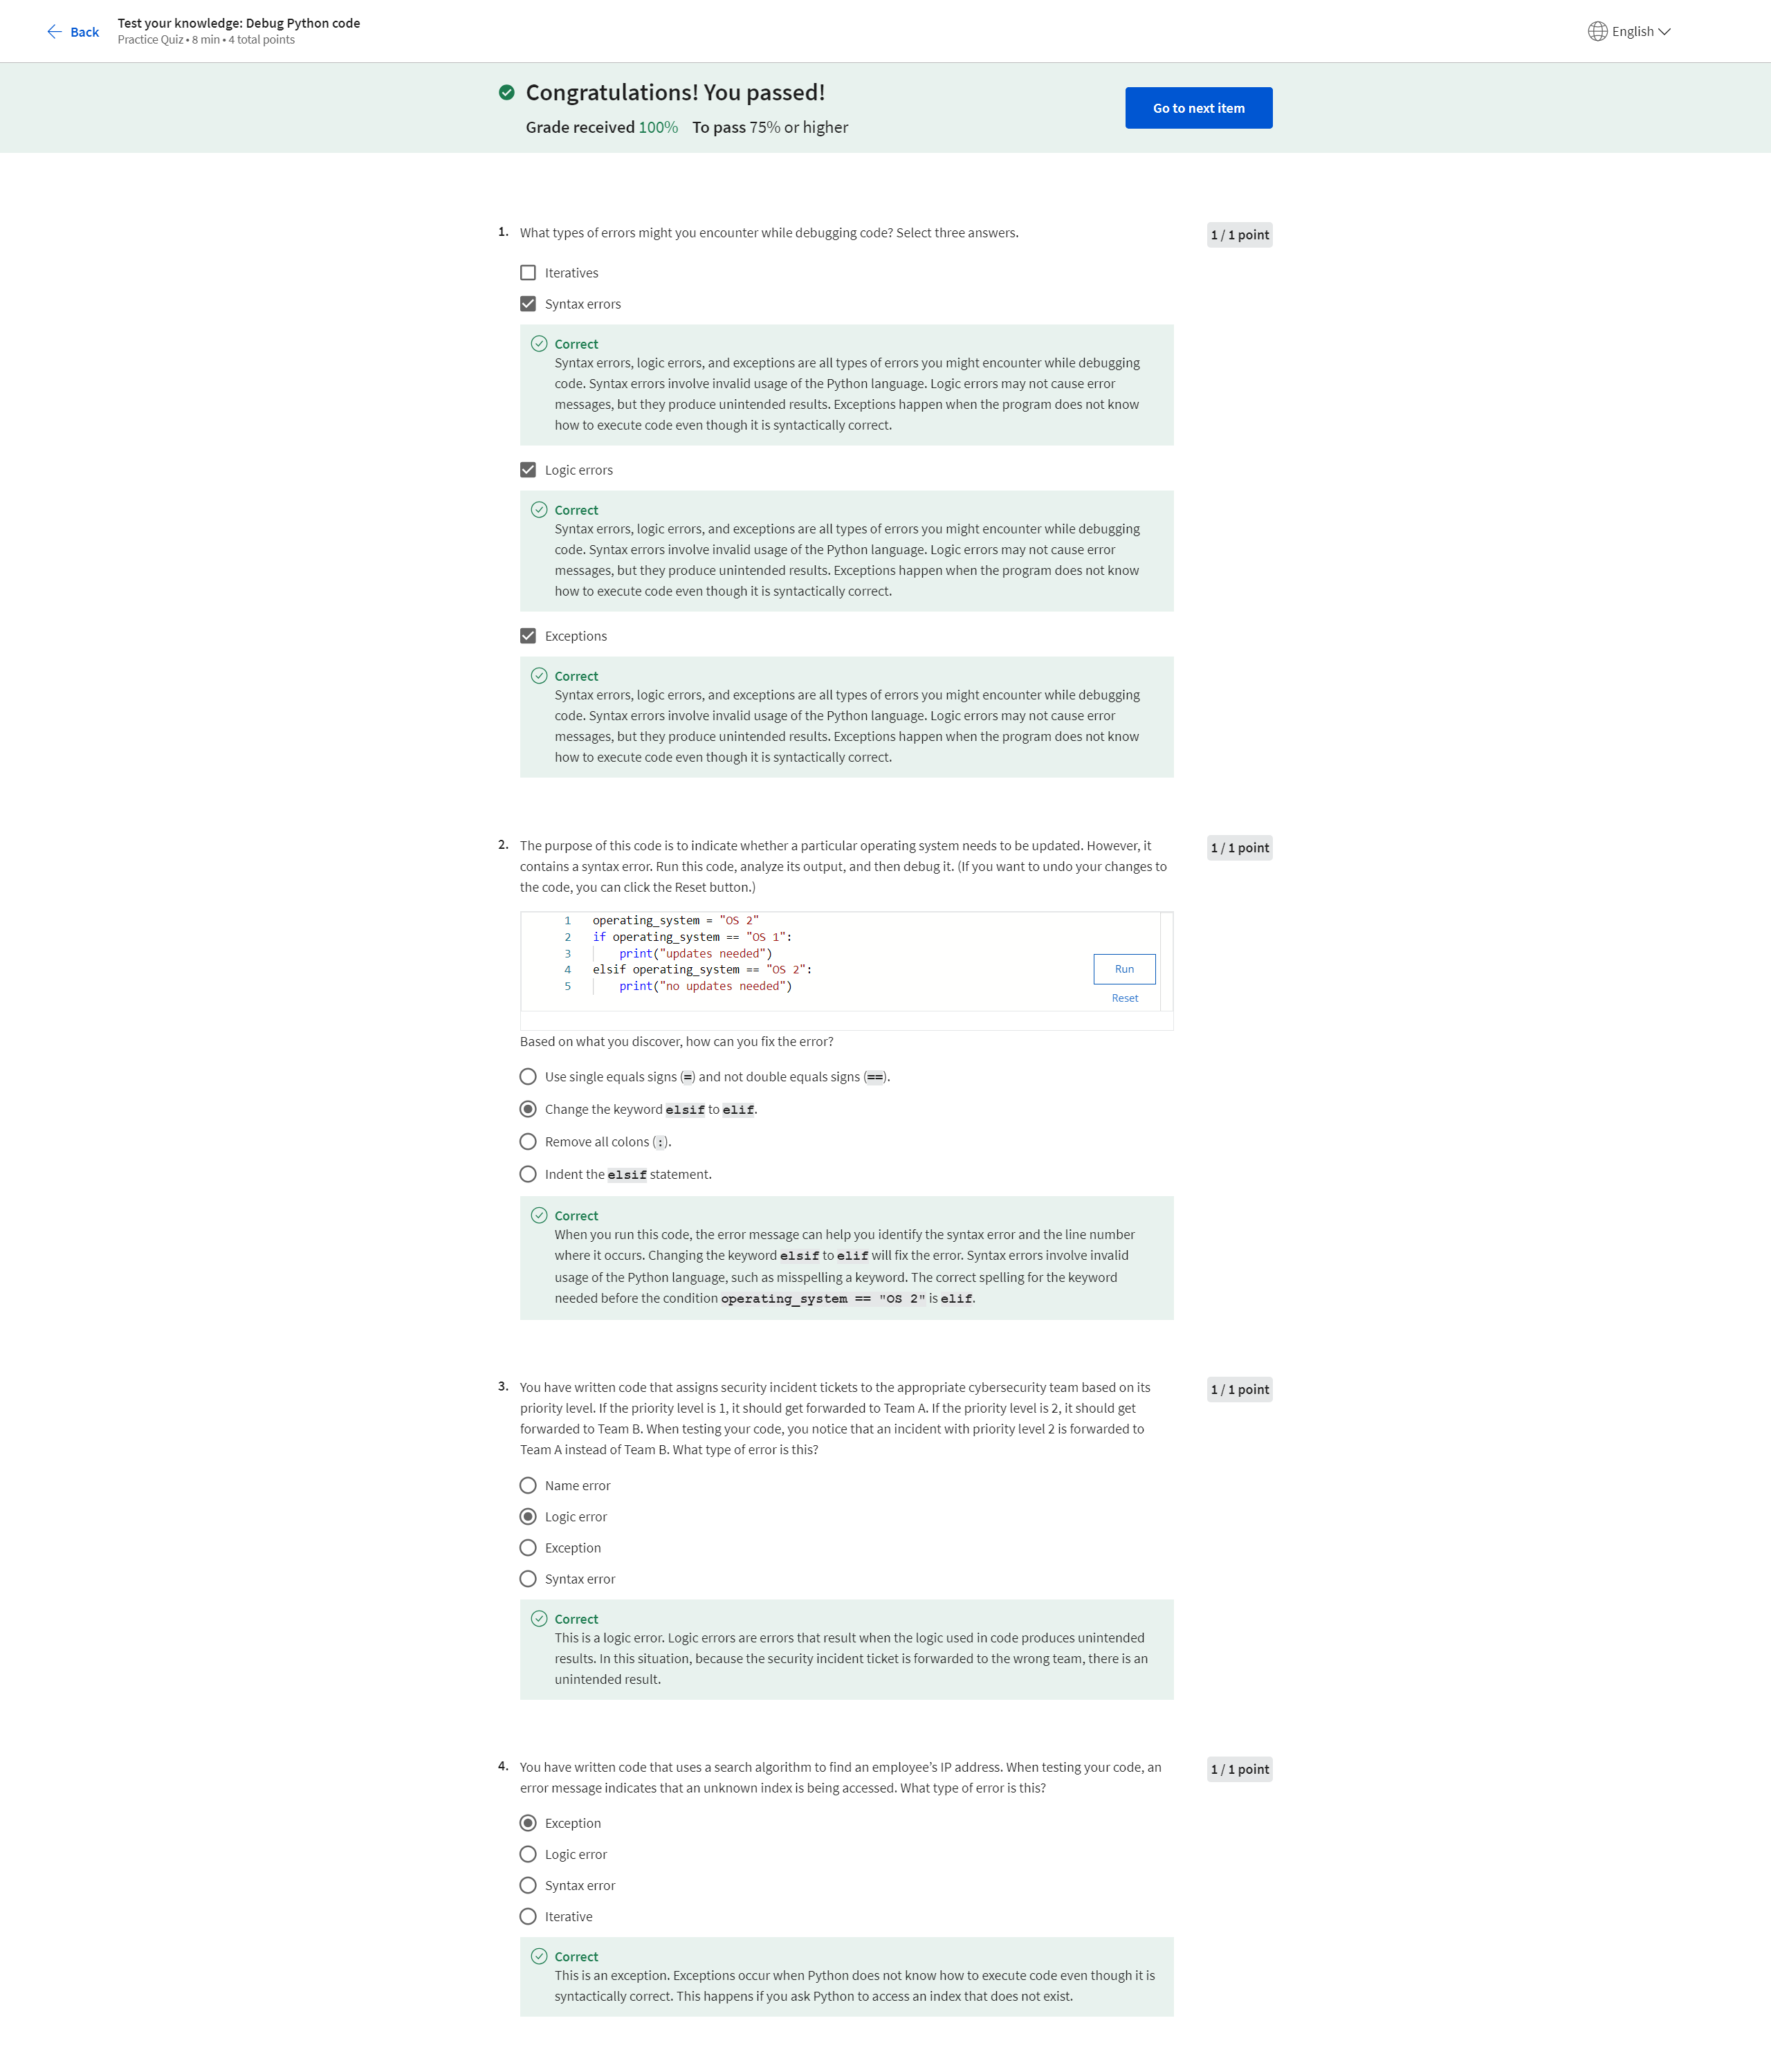 Back
Test your knowledge: Debug Python code
Practice Quiz • 8 min • 4 total points
English
Congratulations! You passed!
Grade received 100% To pass 75% or higher
Go to next item
1. What types of errors might you encounter while debugging code? Select three answers.
1 / 1 point
Iteratives
Syntax errors
Correct
Syntax errors, logic errors, and exceptions are all types of errors you might encounter while debugging
code. Syntax errors involve invalid usage of the Python language. Logic errors may not cause error
messages, but they produce unintended results. Exceptions happen when the program does not know
how to execute code even though it is syntactically correct.
Logic errors
Correct
Syntax errors, logic errors, and exceptions are all types of errors you might encounter while debugging
code. Syntax errors involve invalid usage of the Python language. Logic errors may not cause error
messages, but they produce unintended results. Exceptions happen when the program does not know
how to execute code even though it is syntactically correct.
Exceptions
Correct
Syntax errors, logic errors, and exceptions are all types of errors you might encounter while debugging
code. Syntax errors involve invalid usage of the Python language. Logic errors may not cause error
messages, but they produce unintended results. Exceptions happen when the program does not know
how to execute code even though it is syntactically correct.
2. The purpose of this code is to indicate whether a particular operating system needs to be updated. However, it
contains a syntax error. Run this code, analyze its output, and then debug it. (If you want to undo your changes to
the code, you can click the Reset button.)
1 / 1 point
1 operating_system = "OS 2"
2 if operating_system == "OS 1":
3     print("updates needed")
4 elsif operating_system == "OS 2":
5     print("no updates needed")
Run
Reset
Based on what you discover, how can you fix the error?
Use single equals signs (=) and not double equals signs (==).
Change the keyword elsif to elif.
Remove all colons (:).
Indent the elsif statement.
Correct
When you run this code, the error message can help you identify the syntax error and the line number
where it occurs. Changing the keyword elsif to elif will fix the error. Syntax errors involve invalid
usage of the Python language, such as misspelling a keyword. The correct spelling for the keyword
needed before the condition operating_system == "OS 2" is elif.
3. You have written code that assigns security incident tickets to the appropriate cybersecurity team based on its
priority level. If the priority level is 1, it should get forwarded to Team A. If the priority level is 2, it should get
forwarded to Team B. When testing your code, you notice that an incident with priority level 2 is forwarded to
Team A instead of Team B. What type of error is this?
1 / 1 point
Name error
Logic error
Exception
Syntax error
Correct
This is a logic error. Logic errors are errors that result when the logic used in code produces unintended
results. In this situation, because the security incident ticket is forwarded to the wrong team, there is an
unintended result.
4. You have written code that uses a search algorithm to find an employee’s IP address. When testing your code, an
error message indicates that an unknown index is being accessed. What type of error is this?
1 / 1 point
Exception
Logic error
Syntax error
Iterative
Correct
This is an exception. Exceptions occur when Python does not know how to execute code even though it is
syntactically correct. This happens if you ask Python to access an index that does not exist.